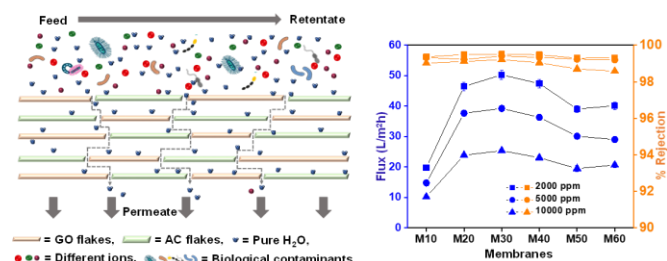 Feed
Retentate
Permeate
= GO flakes,
= AC flakes,
= Pure H₂O,
= Different ions,
= Biological contaminants
60
50
40
30
20
10
0
Flux (L/m²h)
100
98
96
94
92
90
% Rejection
2000 ppm
5000 ppm
10000 ppm
M10 M20 M30 M40 M50 M60
Membranes